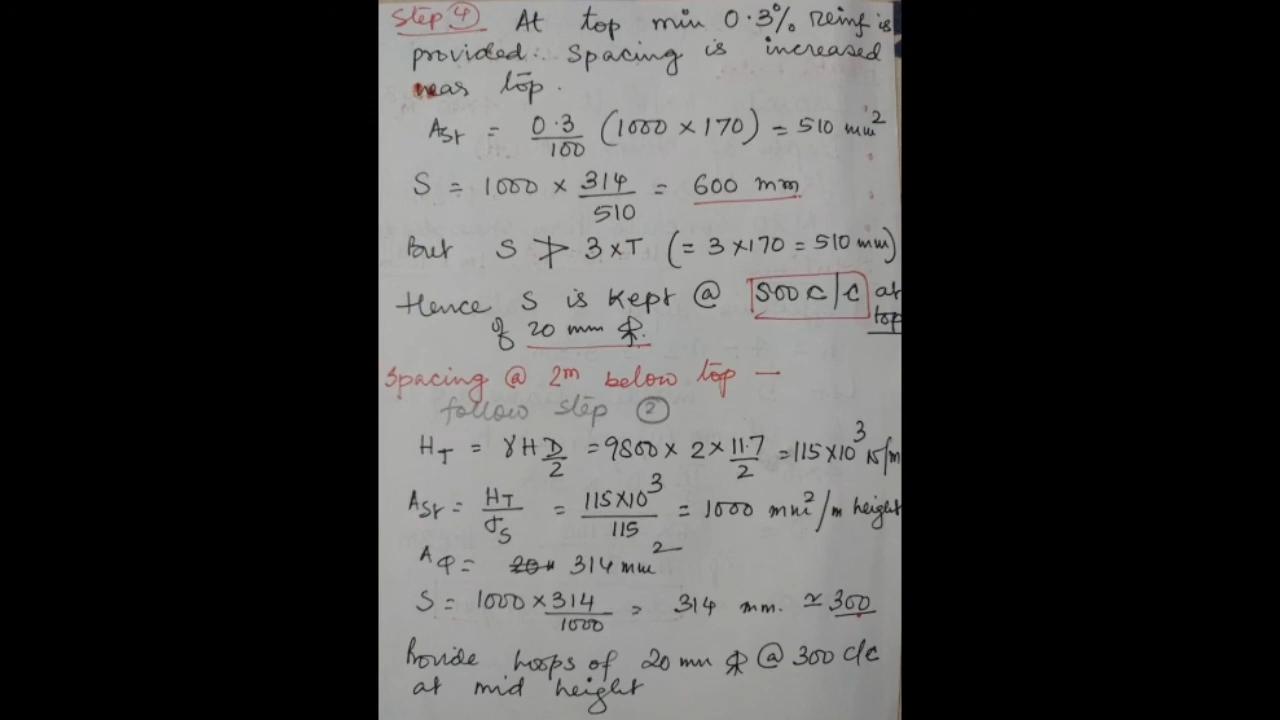 Step ④ At top min 0.3% reinf is
provided. Spacing is increased
near top.
Ast = 0.3/100 (1000 × 170) = 510 mm²
S = 1000 × 314/510 = 600 mm
But S ≯ 3×T (= 3×170 = 510 mm)
Hence S is kept @ 500 c/c at top
of 20 mm ϕ.
Spacing @ 2m below top —
follow step ②
HT = γH D/2 = 9800 × 2 × 11.7/2 = 115×10³ N/m
Ast = HT/σs = 115×10³/115 = 1000 mm²/m height
Aφ = 314 mm²
S = 1000 × 314/1000 = 314 mm. ≃ 300
Provide hoops of 20 mm ϕ @ 300 c/c
at mid height